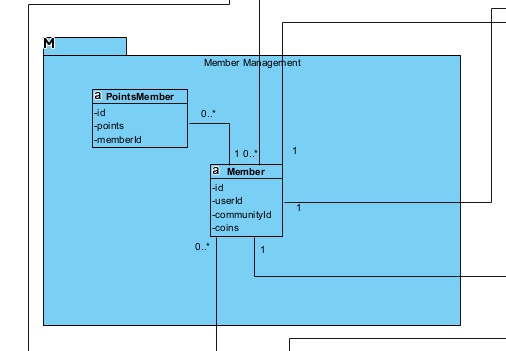 M
Member Management
a PointsMember
-id
-points
-memberId
0..*
1 0..*
1
a Member
-id
-userId
-communityId
-coins
1
0..*
1